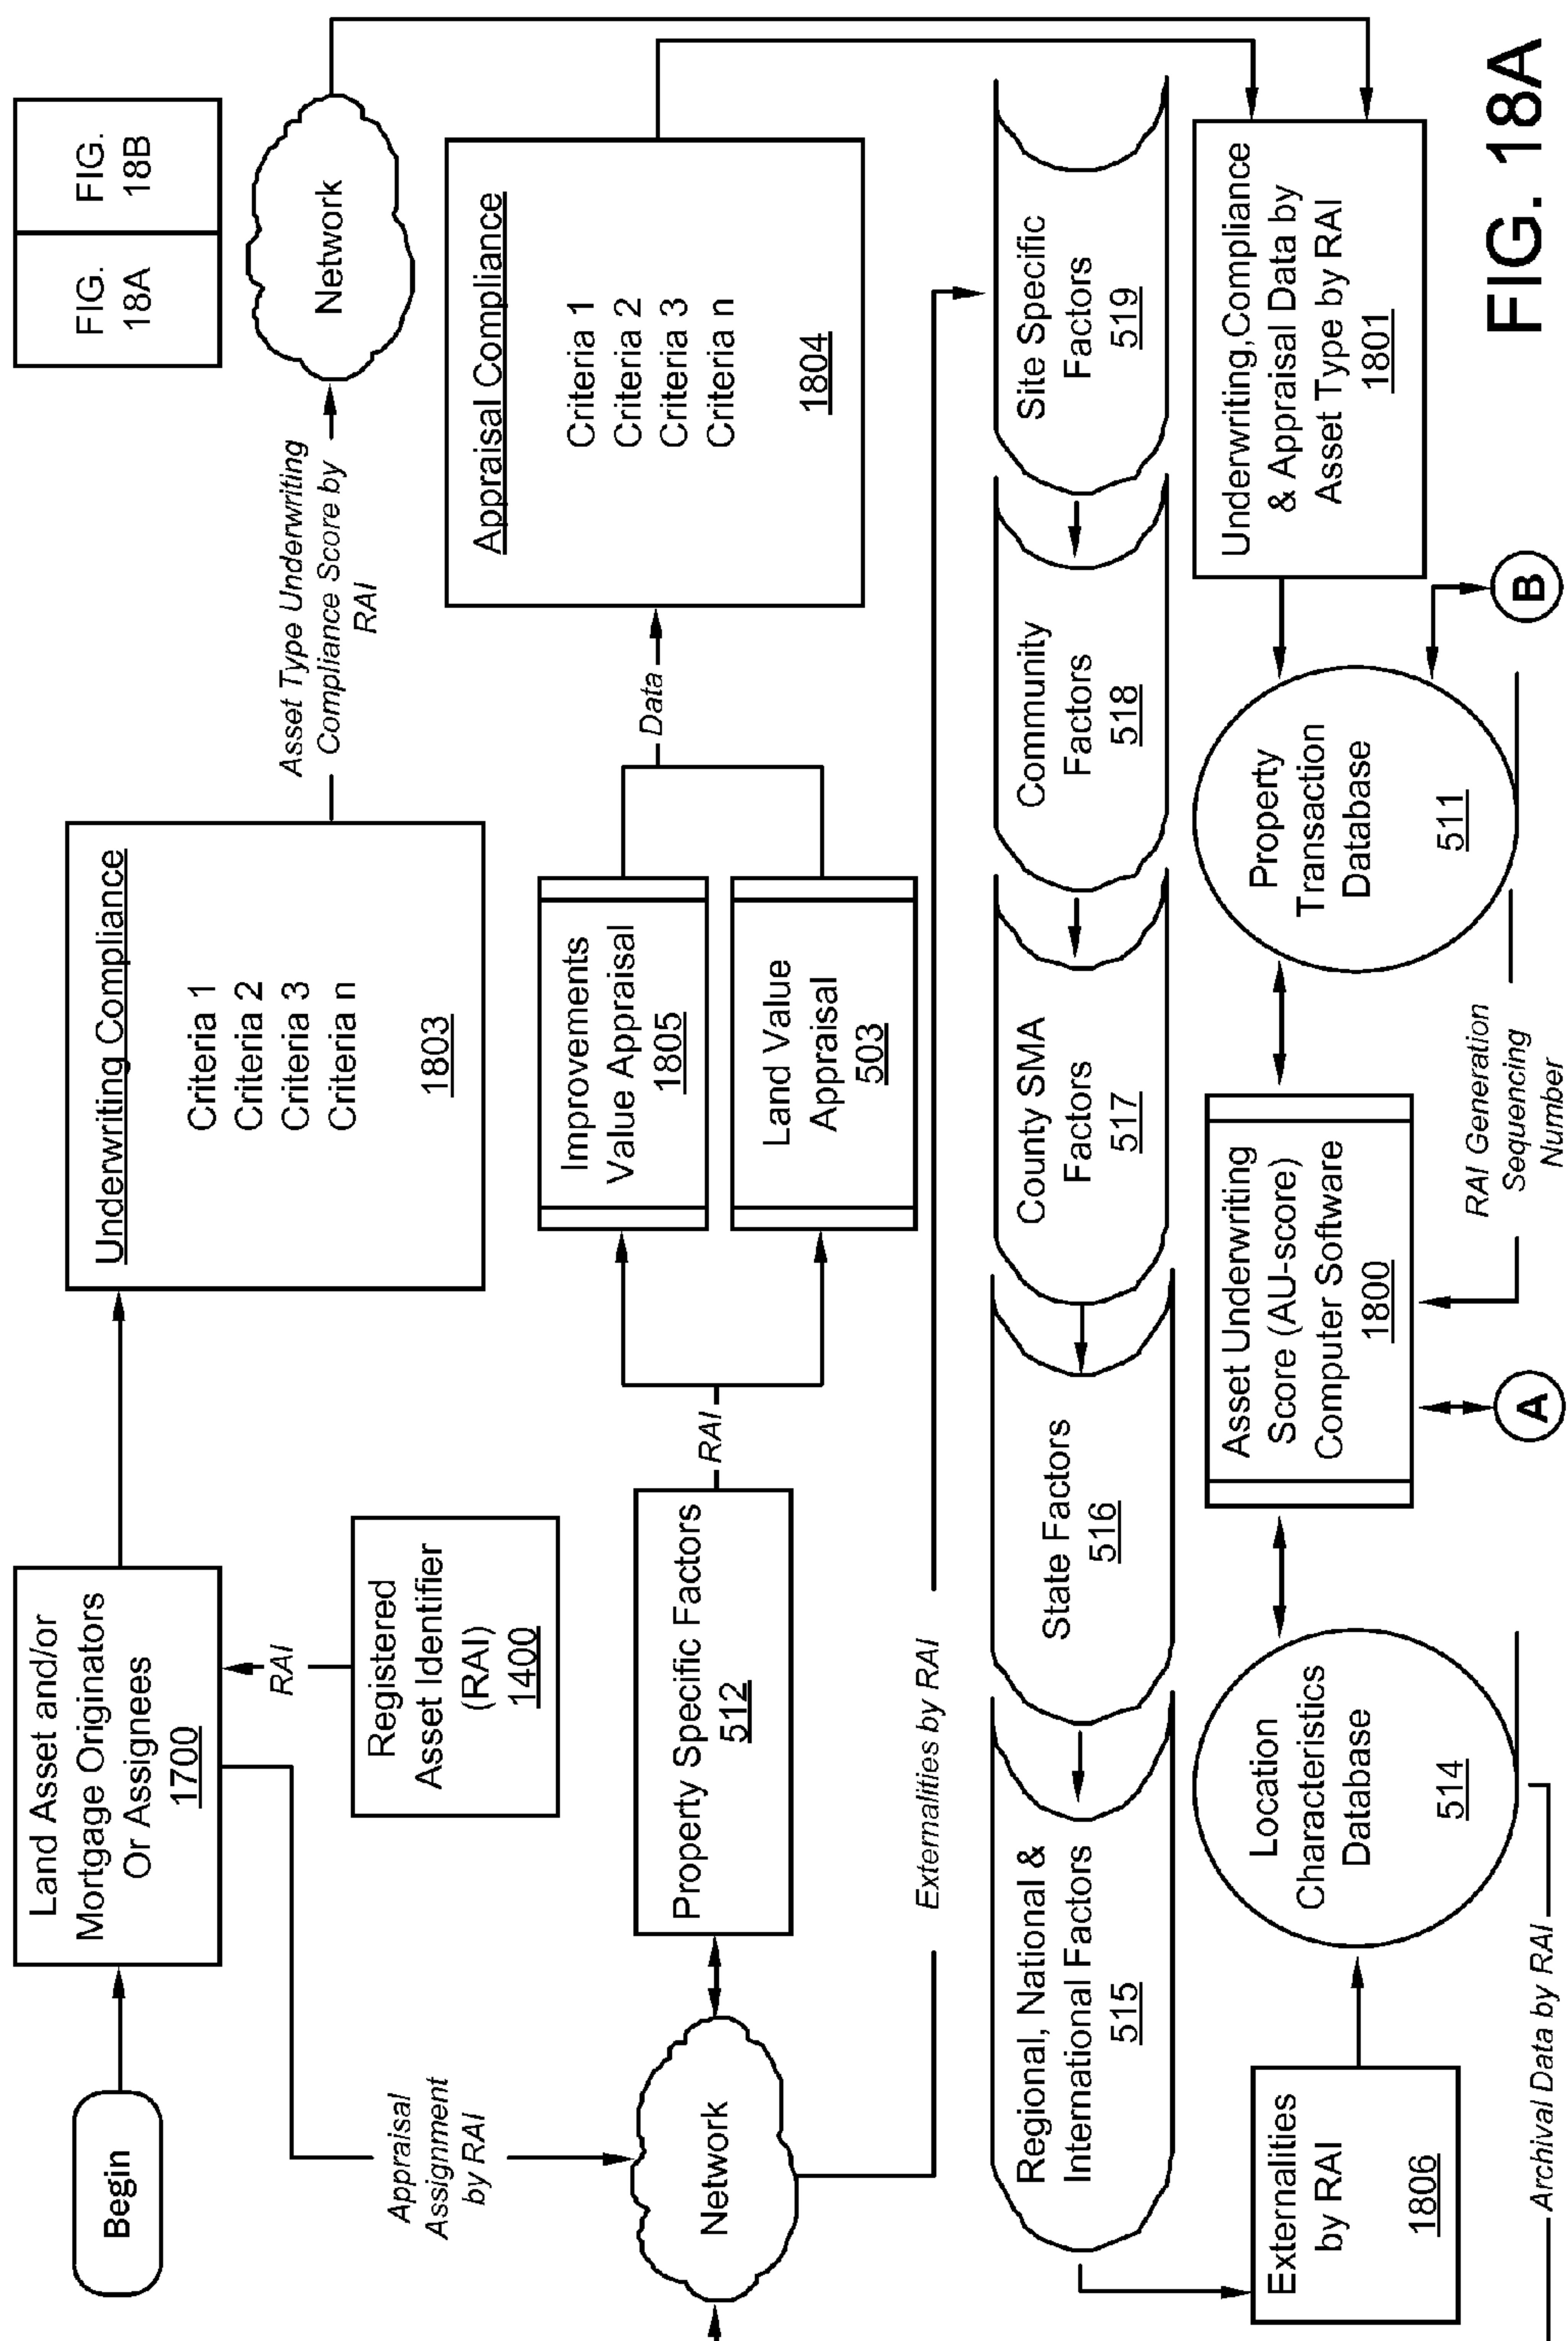 Begin
Land Asset and/or
Mortgage Originators
Or Assignees
1700
RAI
Registered
Asset Identifier
(RAI)
1400
Underwriting Compliance
Criteria 1
Criteria 2
Criteria 3
Criteria n
1803
Asset Type Underwriting
Compliance Score by
RAI
Network
FIG.
18A
FIG.
18B
Appraisal
Assignment
by RAI
Network
Property Specific Factors
512
RAI
Improvements
Value Appraisal
1805
Land Value
Appraisal
503
Data
Appraisal Compliance
Criteria 1
Criteria 2
Criteria 3
Criteria n
1804
Externalities by RAI
Regional, National &
International Factors
515
State Factors
516
County SMA
Factors
517
Community
Factors
518
Site Specific
Factors
519
Externalities
by RAI
1806
Location
Characteristics
Database
514
Asset Underwriting
Score (AU-score)
Computer Software
1800
Property
Transaction
Database
511
Underwriting,Compliance
& Appraisal Data by
Asset Type by RAI
1801
Archival Data by RAI
A
RAI Generation
Sequencing
Number
B
FIG. 18A